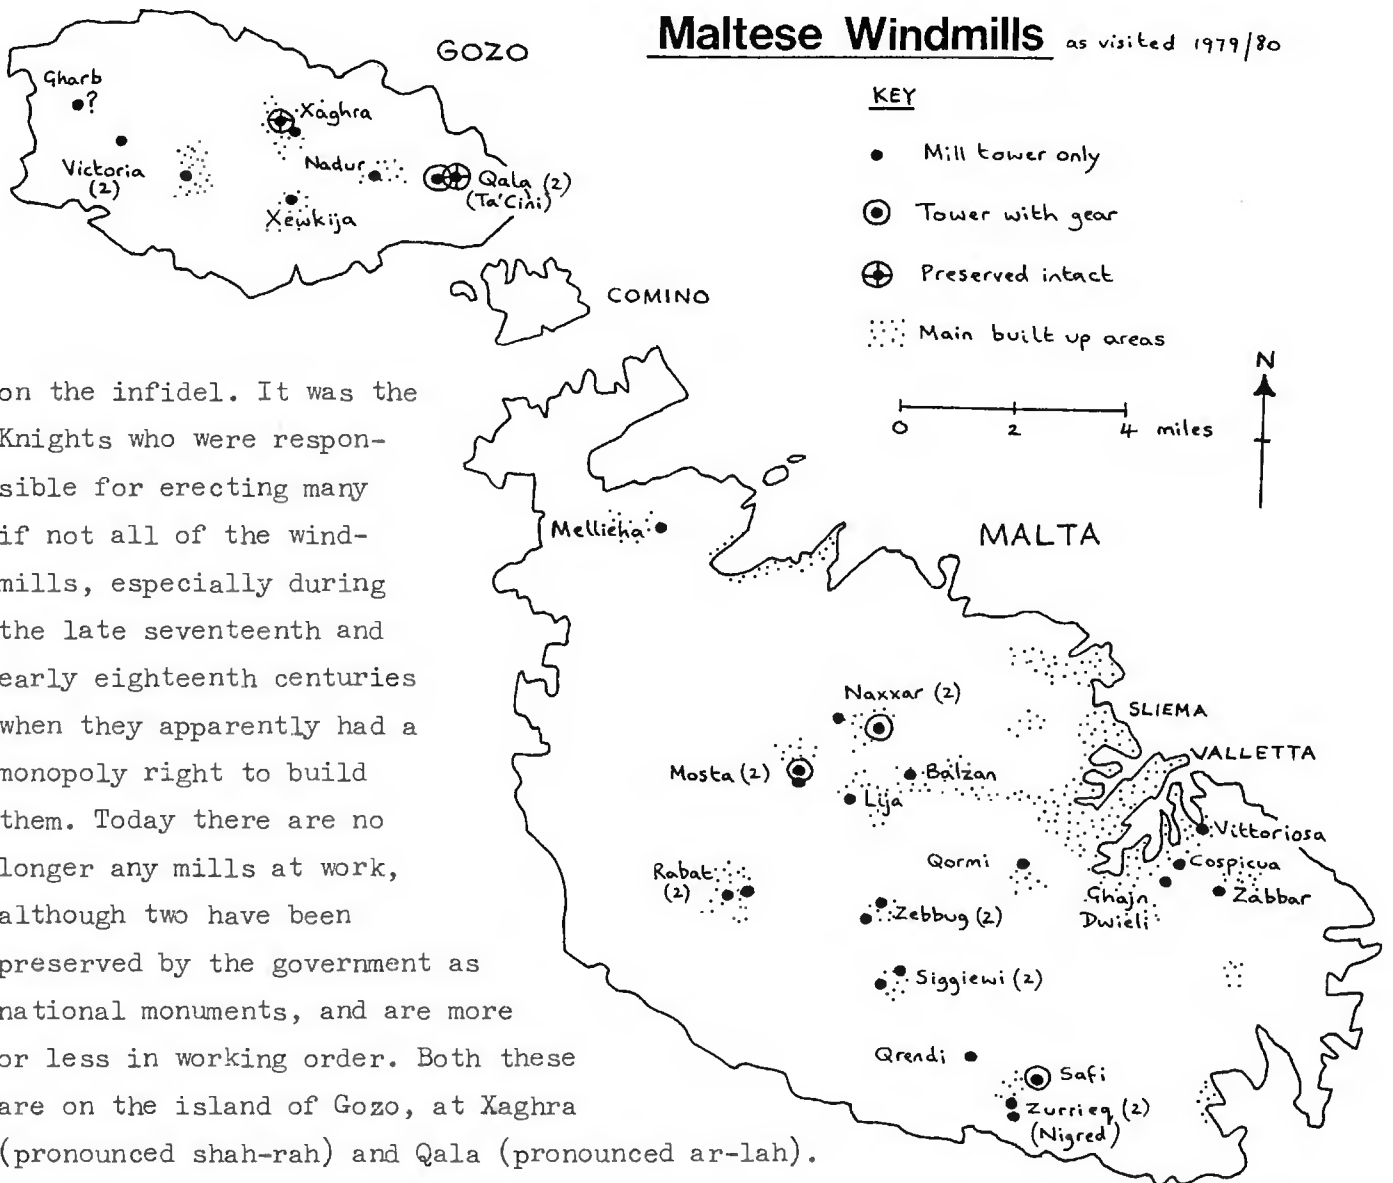 Maltese Windmills as visited 1979/80
GOZO
Gharb
?
Xaghra
Victoria
(2)
Nadur
Qala (2)
(Ta'Cini)
Xewkija
KEY
Mill tower only
Tower with gear
Preserved intact
Main built up areas
0 2 4 miles
N
COMINO
on the infidel. It was the
Knights who were respon-
sible for erecting many
if not all of the wind-
mills, especially during
the late seventeenth and
early eighteenth centuries
when they apparently had a
monopoly right to build
them. Today there are no
longer any mills at work,
although two have been
preserved by the government as
national monuments, and are more
or less in working order. Both these
are on the island of Gozo, at Xaghra
(pronounced shah-rah) and Qala (pronounced ar-lah).
Mellieha
MALTA
Naxxar (2)
SLIEMA
VALLETTA
Mosta (2)
Balzan
Lija
Vittoriosa
Qormi
Cospicua
Rabat
(2)
Ghajn
Dwieli
Zabbar
Zebbug (2)
Siggiewi (2)
Qrendi
Safi
Zurrieq (2)
(Nigred)